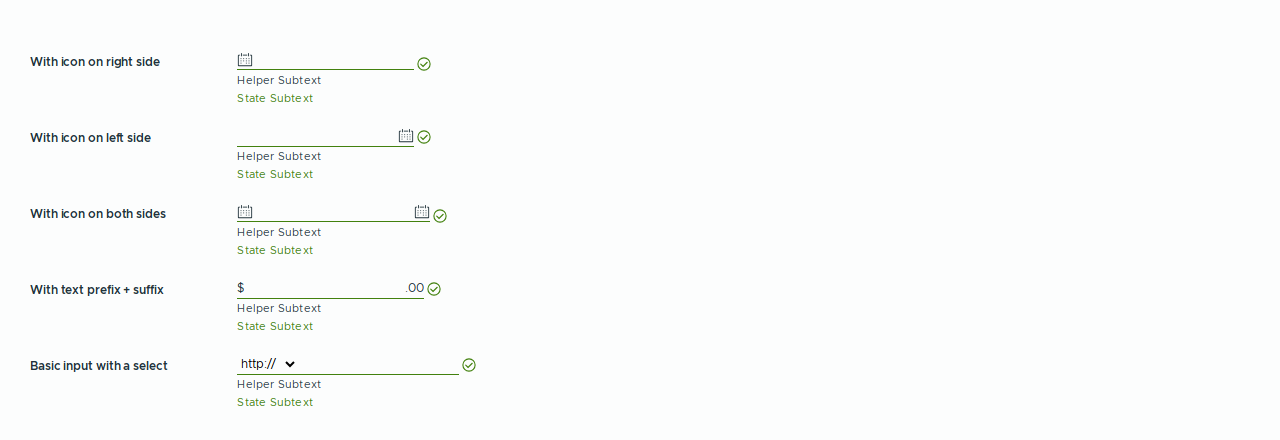 With icon on right side
Helper Subtext
State Subtext
With icon on left side
Helper Subtext
State Subtext
With icon on both sides
Helper Subtext
State Subtext
With text prefix + suffix $ .00
Helper Subtext
State Subtext
Basic input with a select http://
Helper Subtext
State Subtext